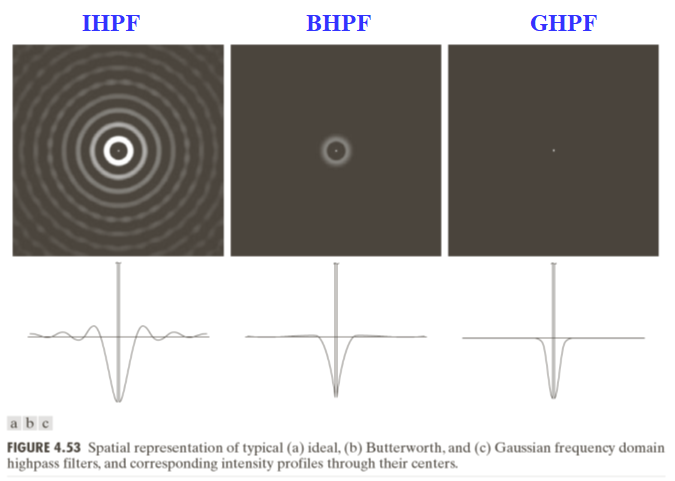 IHPF BHPF GHPF
a b c
FIGURE 4.53 Spatial representation of typical (a) ideal, (b) Butterworth, and (c) Gaussian frequency domain
highpass filters, and corresponding intensity profiles through their centers.